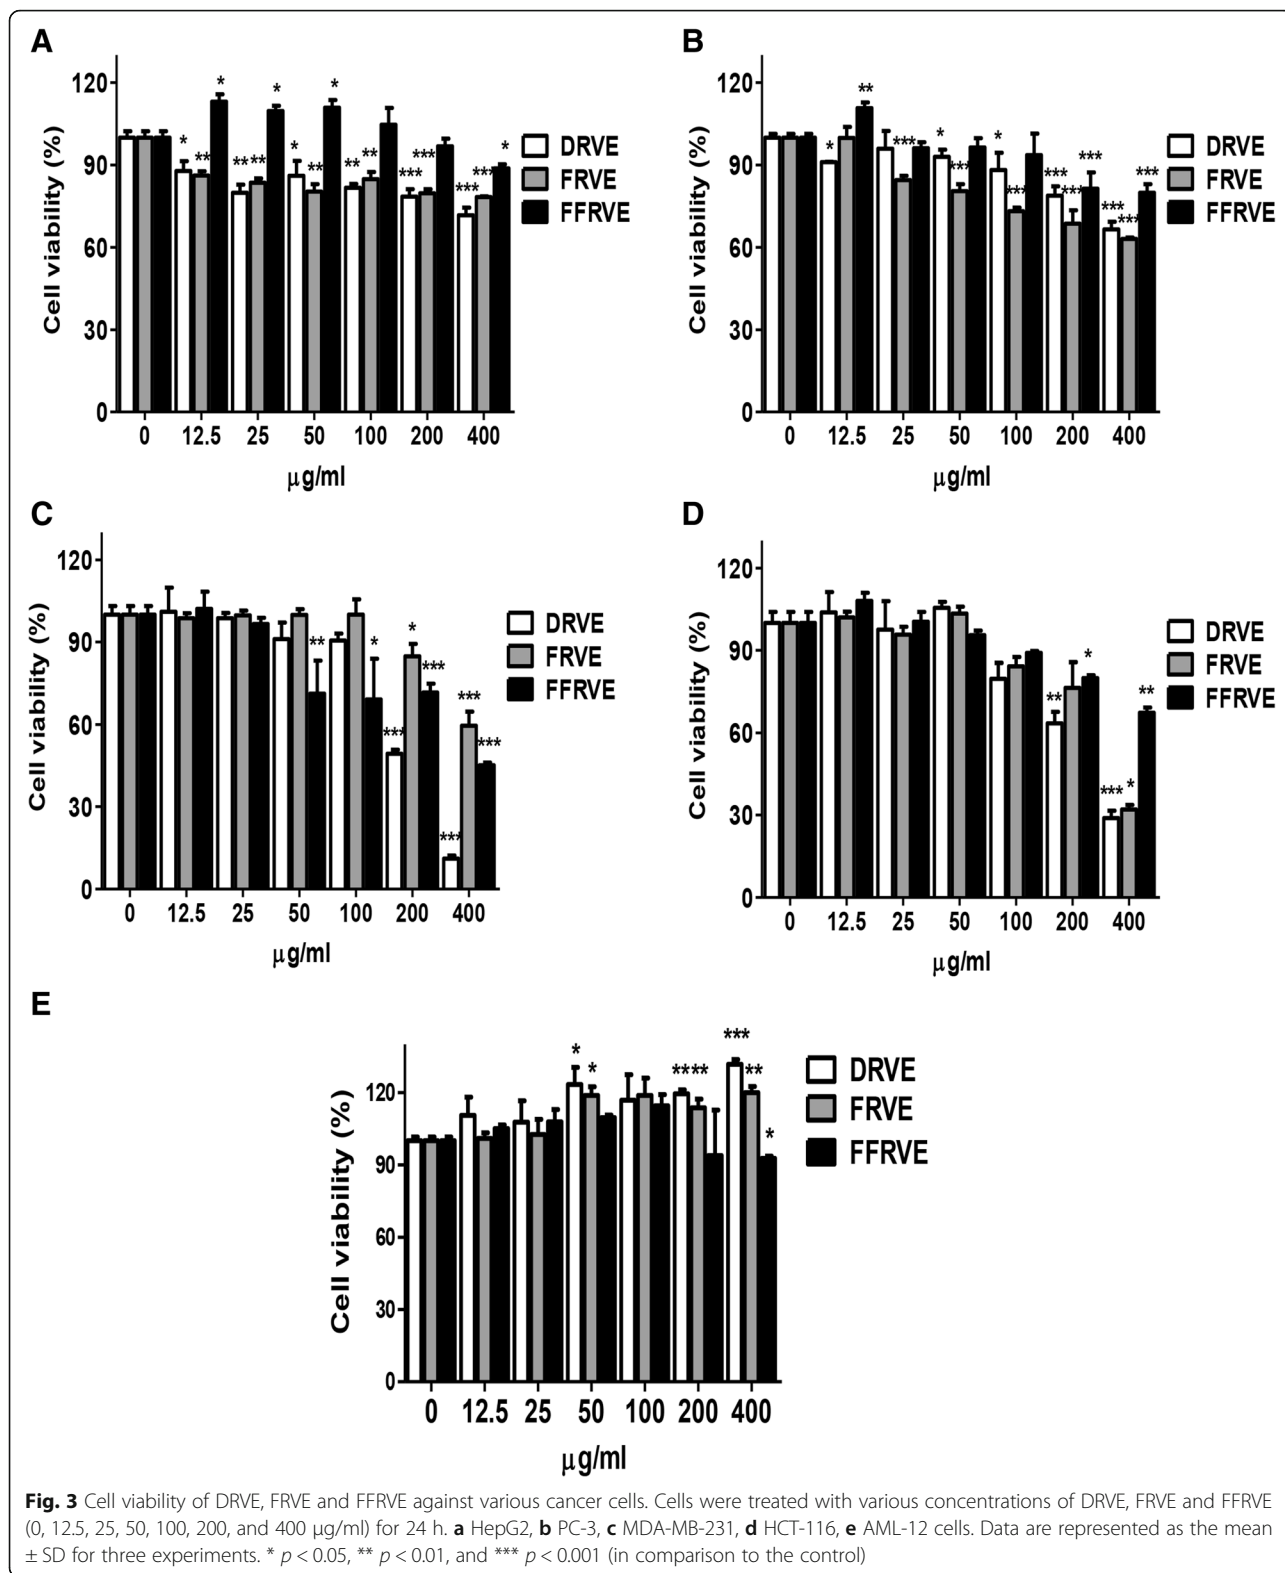 A
Cell viability (%)
120
90
60
30
0
* ** * ** ** * * ** * ** ** *** *** *** *** *
0 12.5 25 50 100 200 400
μg/ml
DRVE
FRVE
FFRVE
B
Cell viability (%)
120
90
60
30
0
* ** *** * *** * *** *** *** *** *** *** ***
0 12.5 25 50 100 200 400
μg/ml
DRVE
FRVE
FFRVE
C
Cell viability (%)
120
90
60
30
0
** * *** * *** *** *** ***
0 12.5 25 50 100 200 400
μg/ml
DRVE
FRVE
FFRVE
D
Cell viability (%)
120
90
60
30
0
** * *** * **
0 12.5 25 50 100 200 400
μg/ml
DRVE
FRVE
FFRVE
E
Cell viability (%)
120
90
60
30
0
* * ** ** *** ** *
0 12.5 25 50 100 200 400
μg/ml
DRVE
FRVE
FFRVE
Fig. 3 Cell viability of DRVE, FRVE and FFRVE against various cancer cells. Cells were treated with various concentrations of DRVE, FRVE and FFRVE
(0, 12.5, 25, 50, 100, 200, and 400 μg/ml) for 24 h. a HepG2, b PC-3, c MDA-MB-231, d HCT-116, e AML-12 cells. Data are represented as the mean
± SD for three experiments. * p < 0.05, ** p < 0.01, and *** p < 0.001 (in comparison to the control)